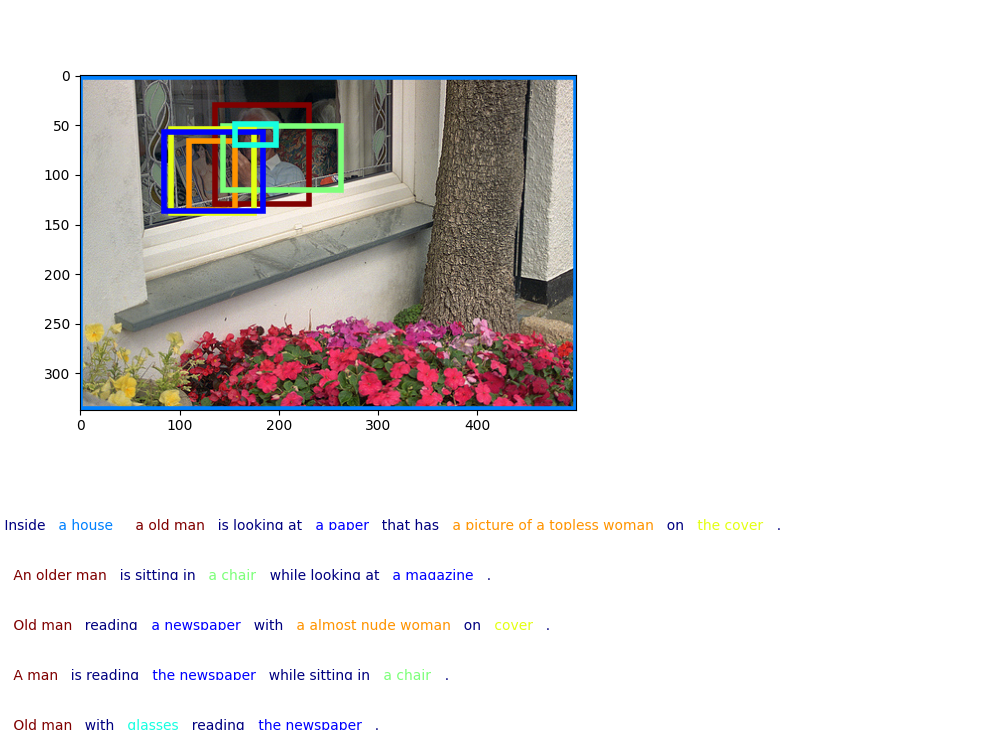 0
50
100
150
200
250
300
0 100 200 300 400
Inside a house a old man is looking at a paper that has a picture of a topless woman on the cover .
An older man is sitting in a chair while looking at a magazine .
Old man reading a newspaper with a almost nude woman on cover .
A man is reading the newspaper while sitting in a chair .
Old man with glasses reading the newspaper .